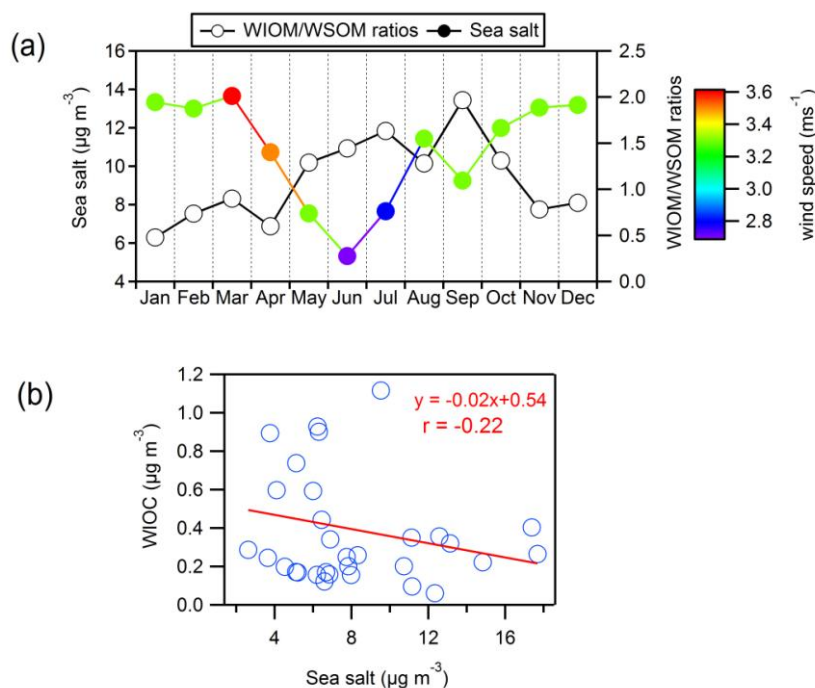 (a)
WIOM/WSOM ratios Sea salt
16
14
12
10
8
6
4
Sea salt (µg m⁻³)
2.5
2.0
1.5
1.0
0.5
0.0
WIOM/WSOM ratios
3.6
3.4
3.2
3.0
2.8
wind speed (ms⁻¹)
Jan Feb Mar Apr May Jun Jul Aug Sep Oct Nov Dec
(b)
1.2
1.0
0.8
0.6
0.4
0.2
0.0
WIOC (µg m⁻³)
y = -0.02x+0.54
r = -0.22
4 8 12 16
Sea salt (µg m⁻³)